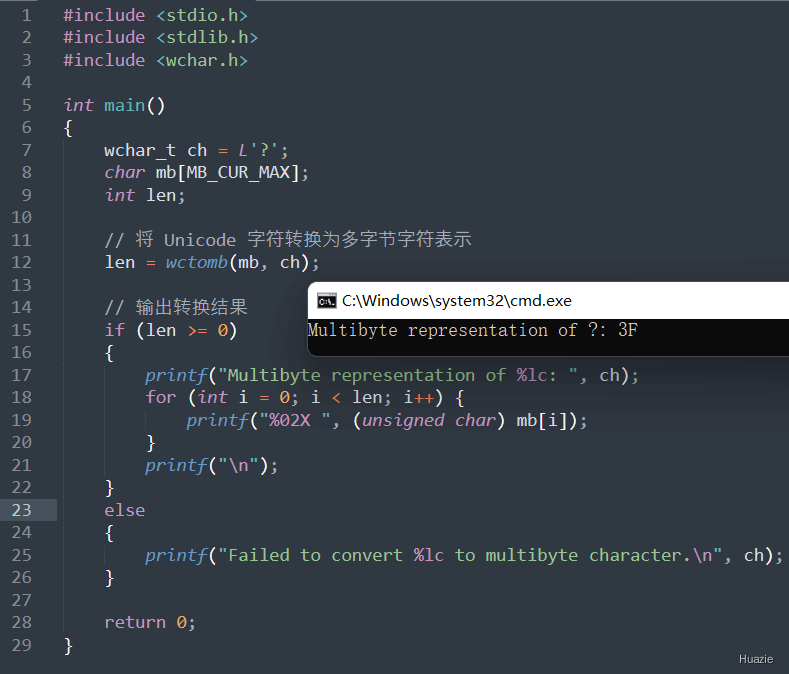 1 #include <stdio.h>
2 #include <stdlib.h>
3 #include <wchar.h>
4
5 int main()
6 {
7 wchar_t ch = L'?';
8 char mb[MB_CUR_MAX];
9 int len;
10
11 // 将 Unicode 字符转换为多字节字符表示
12 len = wctomb(mb, ch);
13
C:\Windows\system32\cmd.exe
14 // 输出转换结果
15 if (len >= 0)
Multibyte representation of ?: 3F
16 {
17 printf("Multibyte representation of %lc: ", ch);
18 for (int i = 0; i < len; i++) {
19 printf("%02X ", (unsigned char) mb[i]);
20 }
21 printf("\n");
22 }
23 else
24 {
25 printf("Failed to convert %lc to multibyte character.\n", ch);
26 }
27
28 return 0;
29 }
Huazie